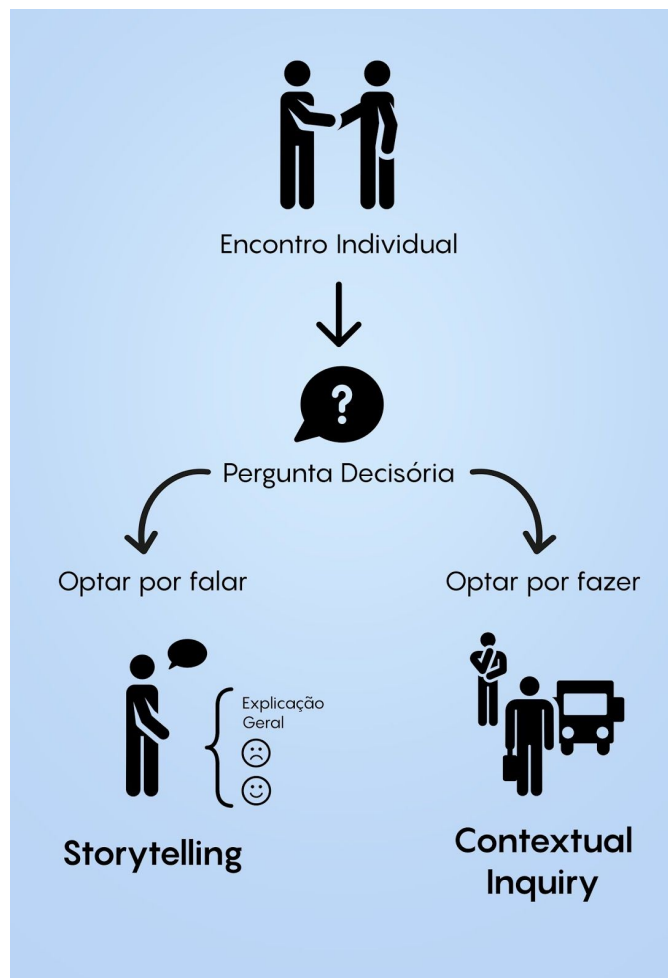 Encontro Individual
?
Pergunta Decisória
Optar por falar
Optar por fazer
Explicação
Geral
Storytelling
Contextual
Inquiry